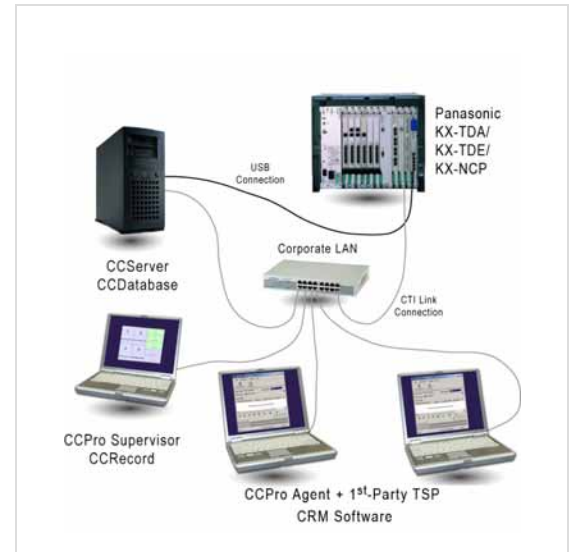 Panasonic
KX-TDA/
KX-TDE/
KX-NCP
USB
Connection
Corporate LAN
CCServer
CCDatabase
CTI Link
Connection
CCPro Supervisor
CCRecord
CCPro Agent + 1st-Party TSP
CRM Software